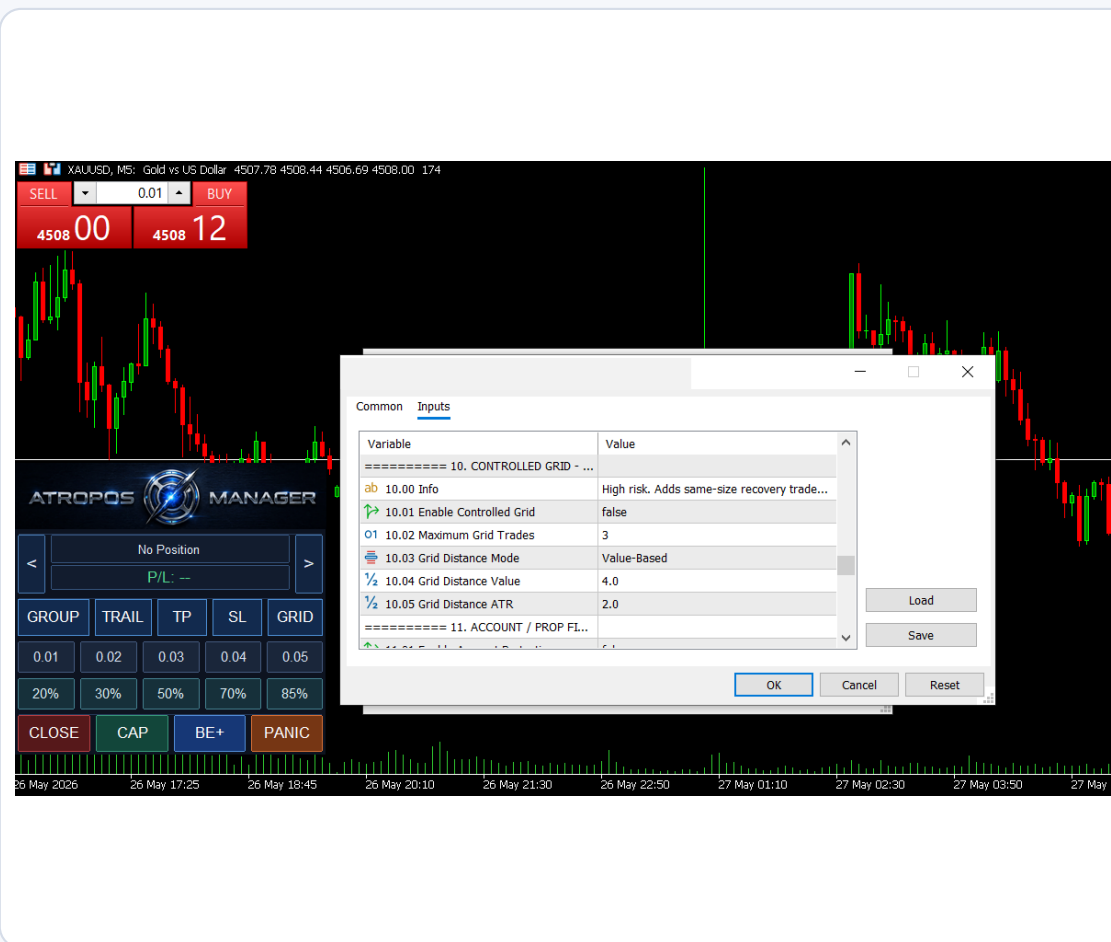 XAUUSD, M5: Gold vs US Dollar 4507.78 4508.44 4506.69 4508.00 174
SELL 0.01 BUY
4508 00 4508 12
Common Inputs
Variable Value
========== 10. CONTROLLED GRID - ...
ab 10.00 Info High risk. Adds same-size recovery trade...
10.01 Enable Controlled Grid false
01 10.02 Maximum Grid Trades 3
10.03 Grid Distance Mode Value-Based
½ 10.04 Grid Distance Value 4.0
½ 10.05 Grid Distance ATR 2.0
========== 11. ACCOUNT / PROP FI...
Load
Save
OK Cancel Reset
ATROPOS MANAGER
No Position
< >
P/L: --
GROUP TRAIL TP SL GRID
0.01 0.02 0.03 0.04 0.05
20% 30% 50% 70% 85%
CLOSE CAP BE+ PANIC
26 May 2026 26 May 17:25 26 May 18:45 26 May 20:10 26 May 21:30 26 May 22:50 27 May 01:10 27 May 02:30 27 May 03:50 27 May